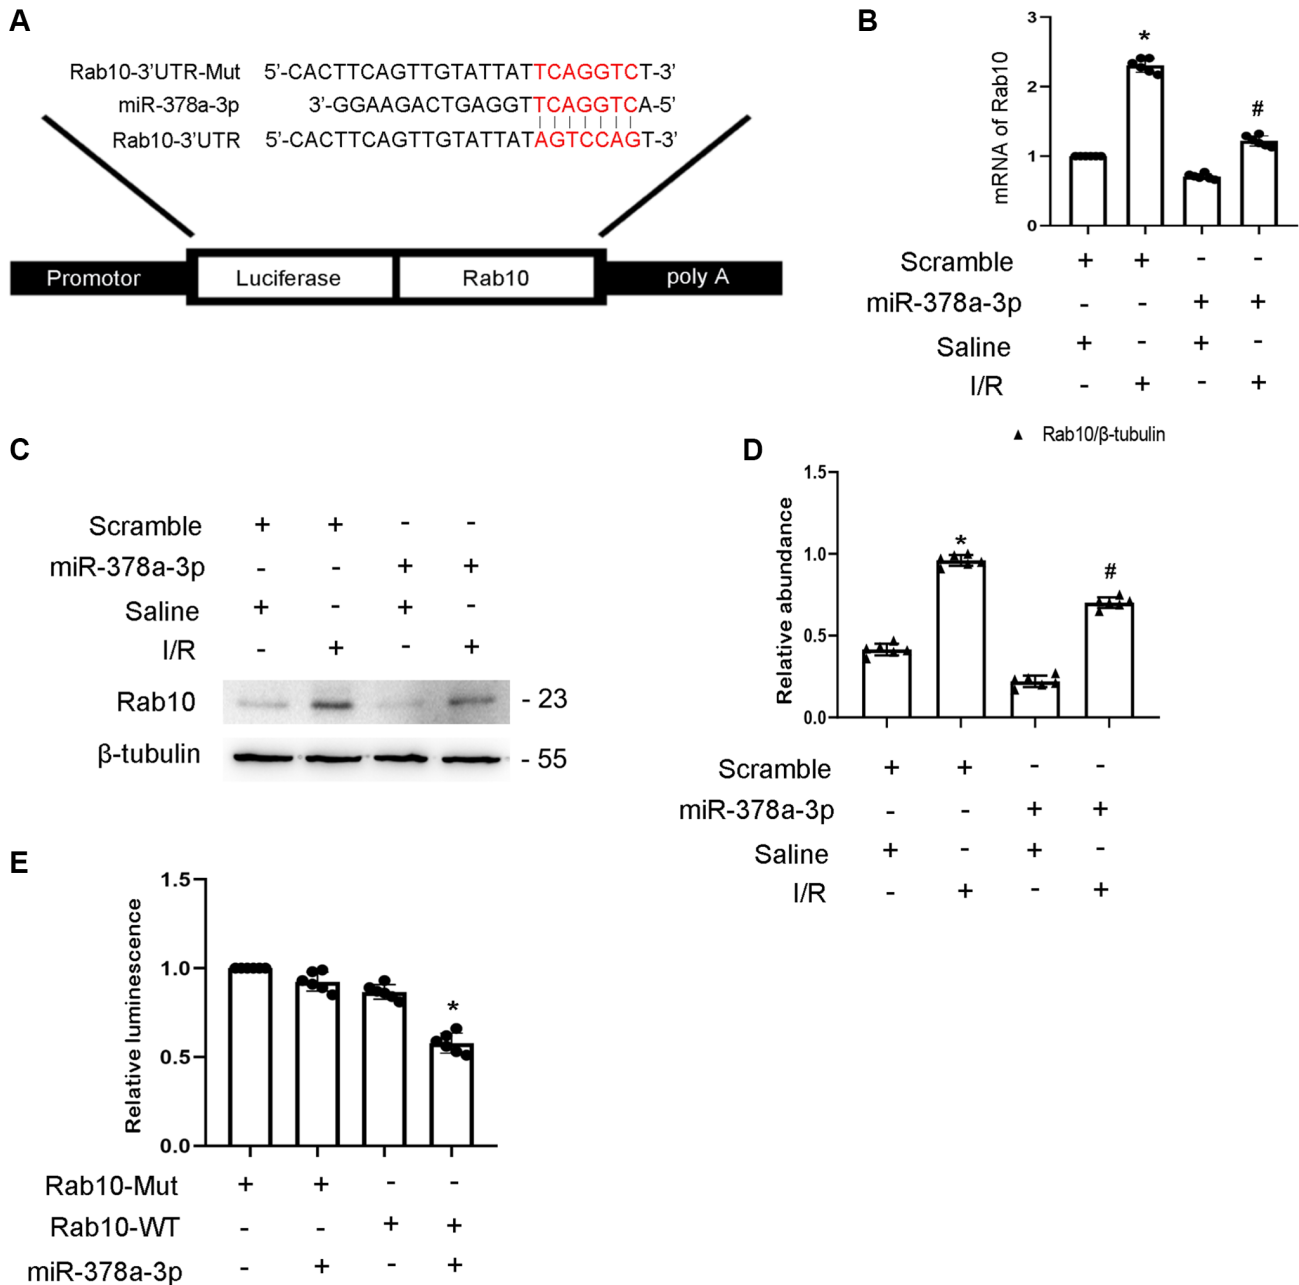 A
Rab10-3'UTR-Mut 5'-CACTTCAGTTGTATTATTCAGGTCT-3'
miR-378a-3p 3'-GGAAGACTGAGGTTCAGGTCA-5'
Rab10-3'UTR 5'-CACTTCAGTTGTATTATAGTCCAGT-3'
Promotor Luciferase Rab10 poly A
B
mRNA of Rab10
3
2
1
0
*
#
Scramble + + - -
miR-378a-3p - - + +
Saline + - + -
I/R - + - +
C
Scramble + + - -
miR-378a-3p - - + +
Saline + - + -
I/R - + - +
Rab10 - 23
β-tubulin - 55
D
▲ Rab10/β-tubulin
Relative abundance
1.5
1.0
0.5
0.0
*
#
Scramble + + - -
miR-378a-3p - - + +
Saline + - + -
I/R - + - +
E
Relative luminescence
1.5
1.0
0.5
0.0
*
Rab10-Mut + + - -
Rab10-WT - - + +
miR-378a-3p - + - +